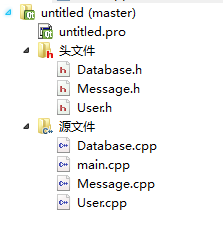 untitled (master)
untitled.pro
头文件
Database.h
Message.h
User.h
源文件
Database.cpp
main.cpp
Message.cpp
User.cpp